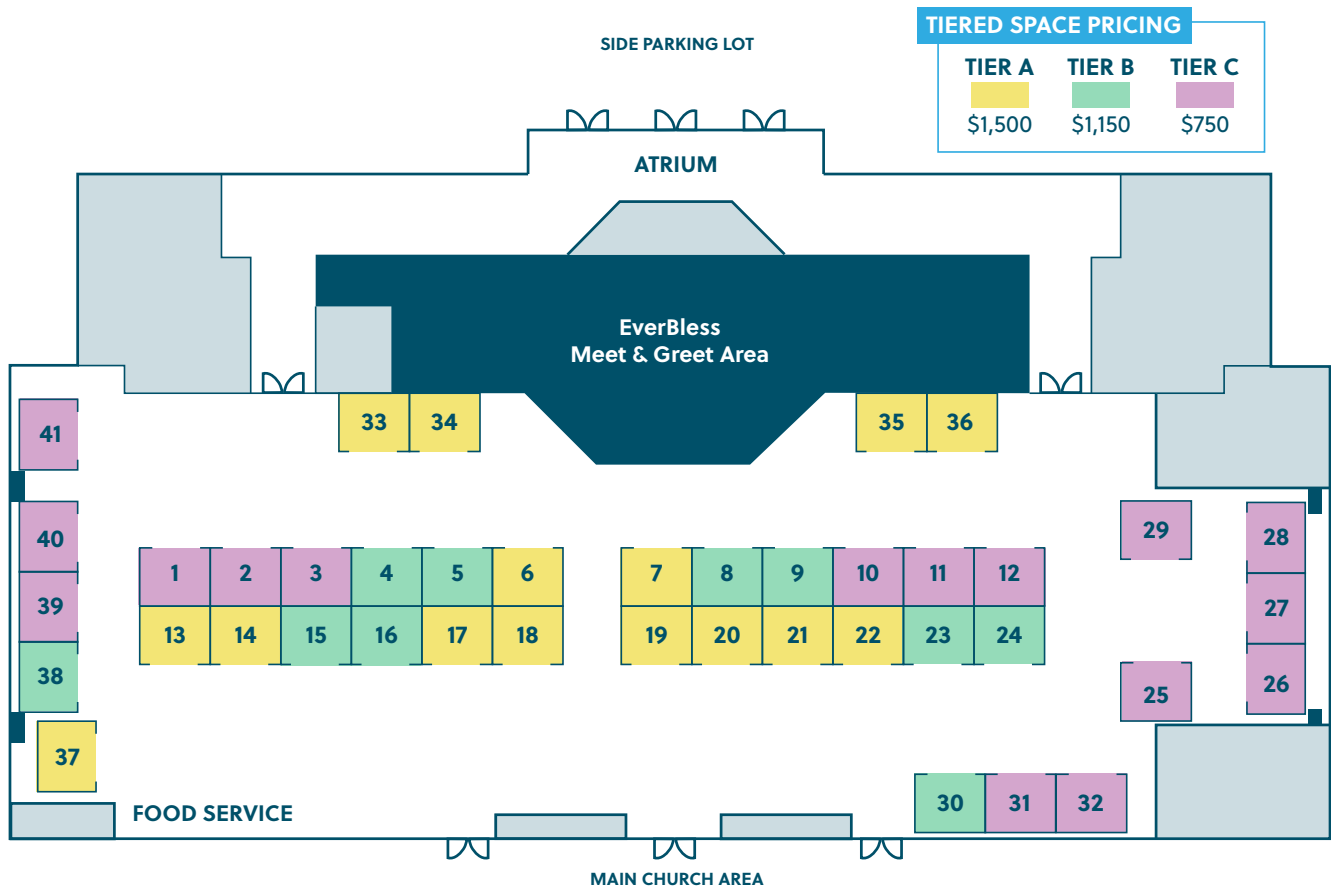 TIERED SPACE PRICING
SIDE PARKING LOT
TIER A TIER B TIER C
$1,500 $1,150 $750
ATRIUM
EverBless
Meet & Greet Area
33 34 35 36
41
40
39
38
37
29
28
27
26
25
1 2 3 4 5 6 7 8 9 10 11 12
13 14 15 16 17 18 19 20 21 22 23 24
30 31 32
FOOD SERVICE
MAIN CHURCH AREA